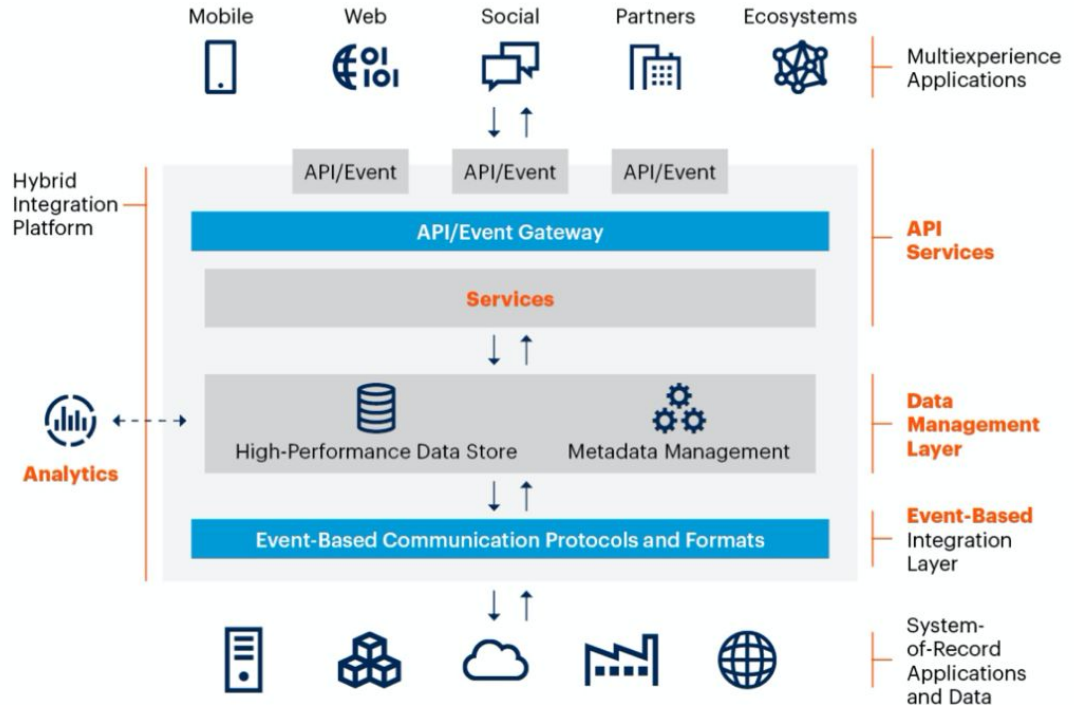 Mobile
Web
Social
Partners
Ecosystems
OI
IOI
Multiexperience
Applications
Hybrid
Integration
Platform
API/Event
API/Event
API/Event
API/Event Gateway
API
Services
Services
Analytics
High-Performance Data Store
Metadata Management
Data
Management
Layer
Event-Based Communication Protocols and Formats
Event-Based
Integration
Layer
System-
of-Record
Applications
and Data